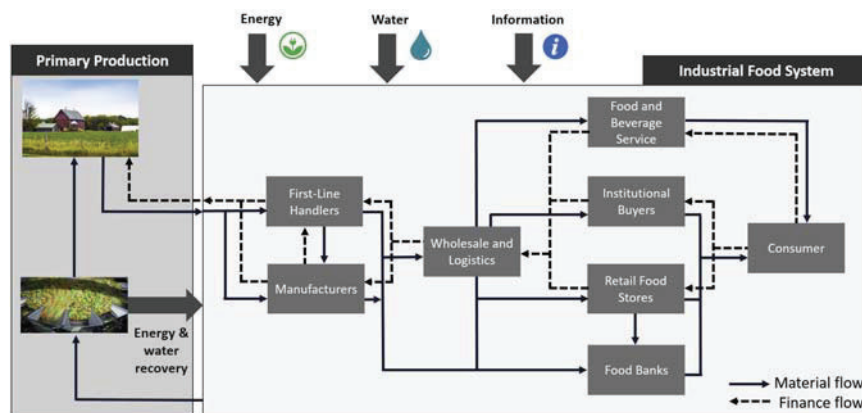 Energy
Water
Information
Primary Production
Industrial Food System
Food and
Beverage
Service
First-Line
Handlers
Institutional
Buyers
Wholesale and
Logistics
Consumer
Manufacturers
Retail Food
Stores
Energy &
water
recovery
Food Banks
Material flow
Finance flow